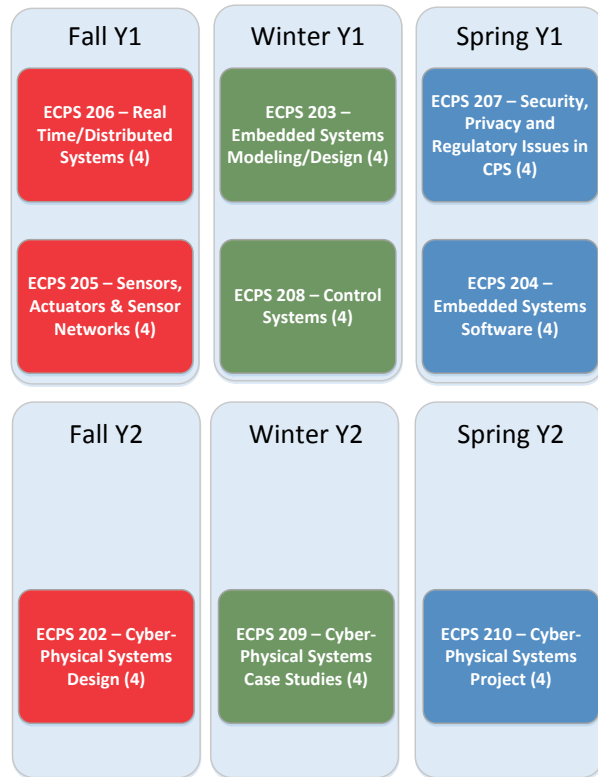 Fall Y1
ECPS 206 – Real
Time/Distributed
Systems (4)
ECPS 205 – Sensors,
Actuators & Sensor
Networks (4)
Winter Y1
ECPS 203 –
Embedded Systems
Modeling/Design (4)
ECPS 208 – Control
Systems (4)
Spring Y1
ECPS 207 – Security,
Privacy and
Regulatory Issues in
CPS (4)
ECPS 204 –
Embedded Systems
Software (4)
Fall Y2
ECPS 202 – Cyber-
Physical Systems
Design (4)
Winter Y2
ECPS 209 – Cyber-
Physical Systems
Case Studies (4)
Spring Y2
ECPS 210 – Cyber-
Physical Systems
Project (4)